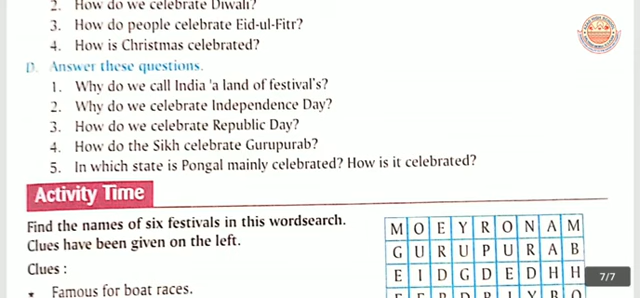 2. How do we celebrate Diwali?
3. How do people celebrate Eid-ul-Fitr?
4. How is Christmas celebrated?
D. Answer these questions.
1. Why do we call India 'a land of festival's?
2. Why do we celebrate Independence Day?
3. How do we celebrate Republic Day?
4. How do the Sikh celebrate Gurupurab?
5. In which state is Pongal mainly celebrated? How is it celebrated?
Activity Time
Find the names of six festivals in this wordsearch.
Clues have been given on the left.
Clues :
* Famous for boat races.
M O E Y R O N A M
G U R U P U R A B
E I D G D E D H H
7/7